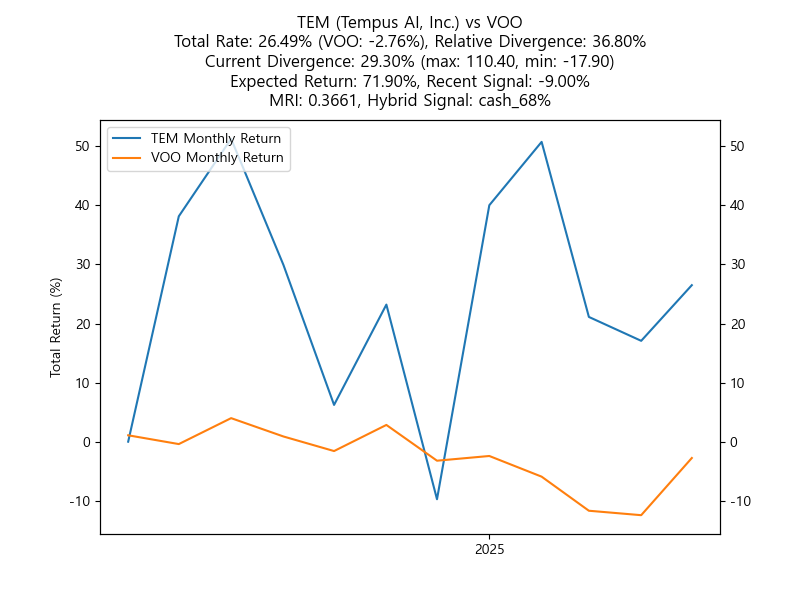 TEM (Tempus AI, Inc.) vs VOO
Total Rate: 26.49% (VOO: -2.76%), Relative Divergence: 36.80%
Current Divergence: 29.30% (max: 110.40, min: -17.90)
Expected Return: 71.90%, Recent Signal: -9.00%
MRI: 0.3661, Hybrid Signal: cash_68%
TEM Monthly Return
VOO Monthly Return
50
40
30
20
10
0
-10
Total Return (%)
50
40
30
20
10
0
-10
2025